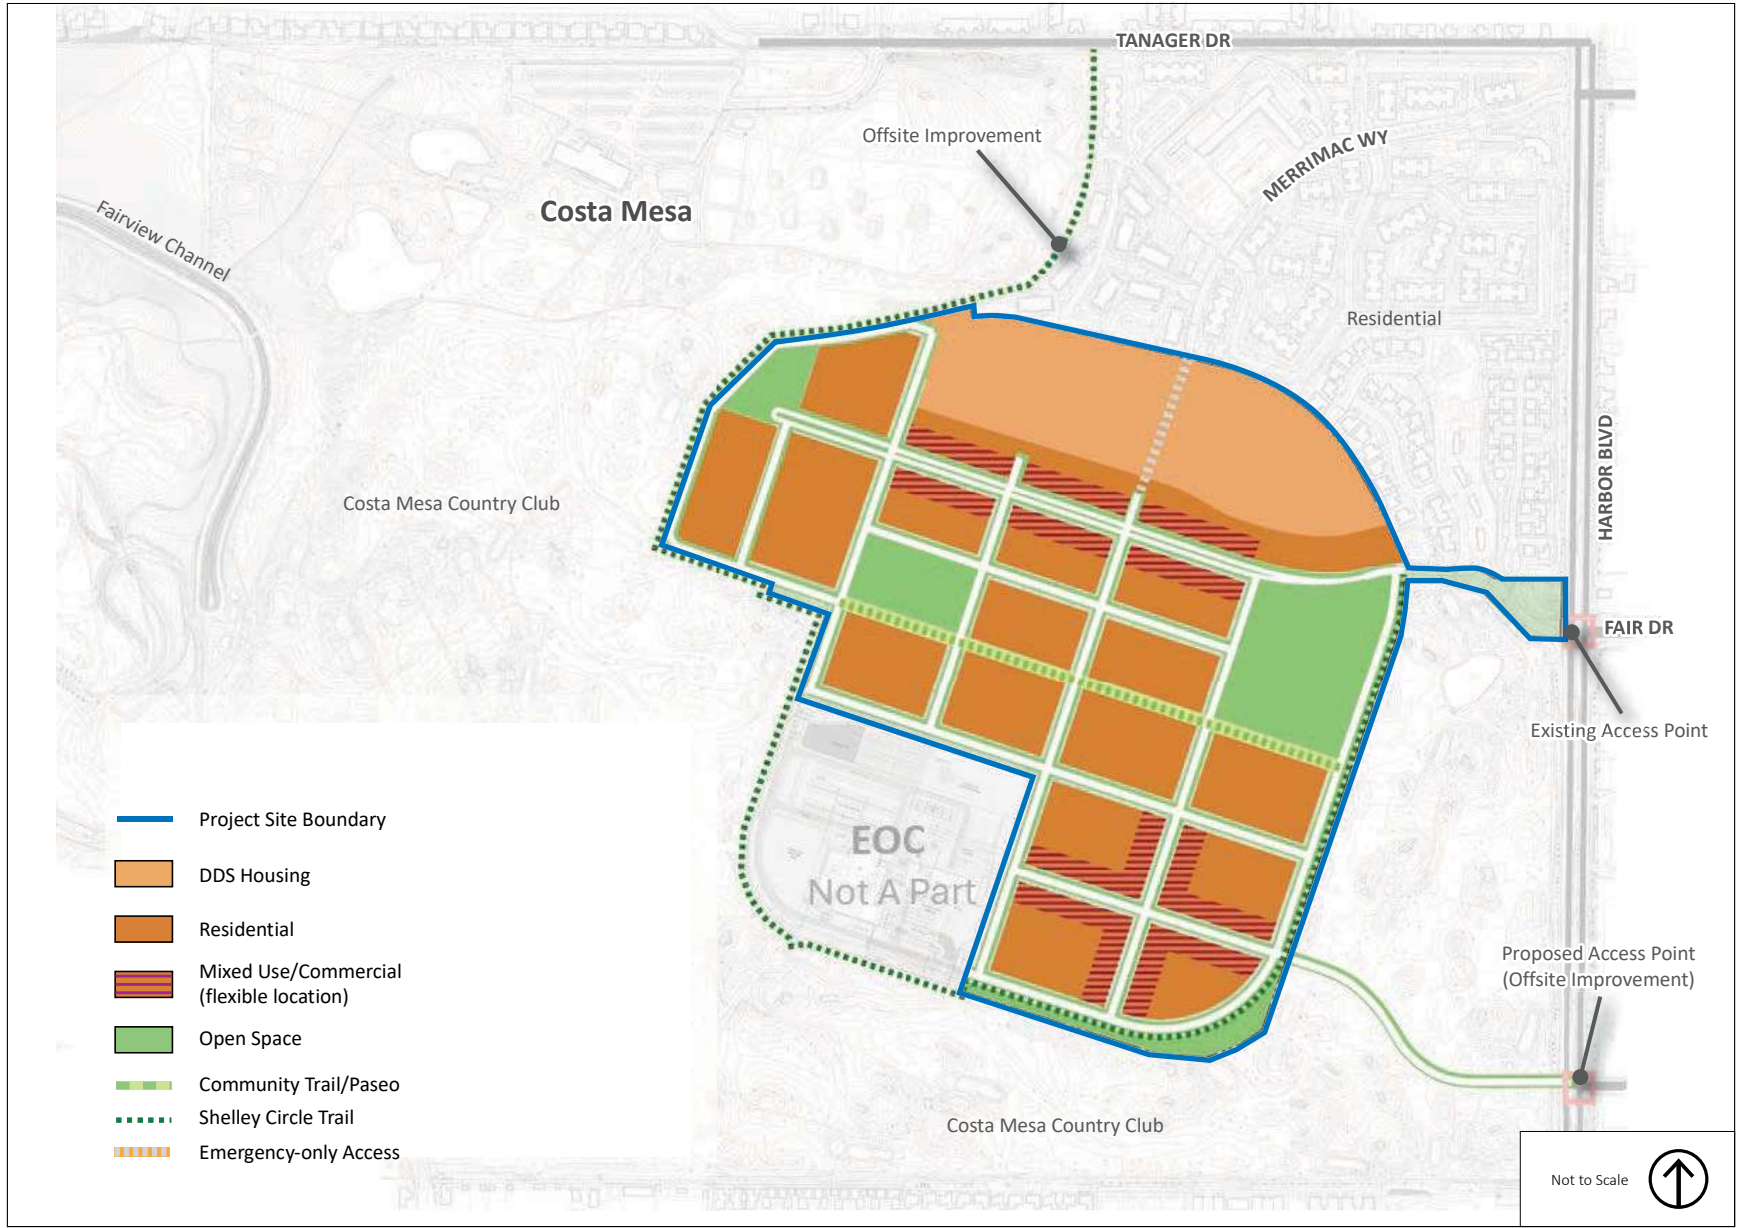 TANAGER DR
Offsite Improvement
MERRIMAC WY
Costa Mesa
Fairview Channel
Residential
HARBOR BLVD
Costa Mesa Country Club
FAIR DR
Existing Access Point
EOC
Not A Part
Project Site Boundary
DDS Housing
Residential
Mixed Use/Commercial
(flexible location)
Open Space
Community Trail/Paseo
Shelley Circle Trail
Emergency-only Access
Proposed Access Point
(Offsite Improvement)
Costa Mesa Country Club
Not to Scale